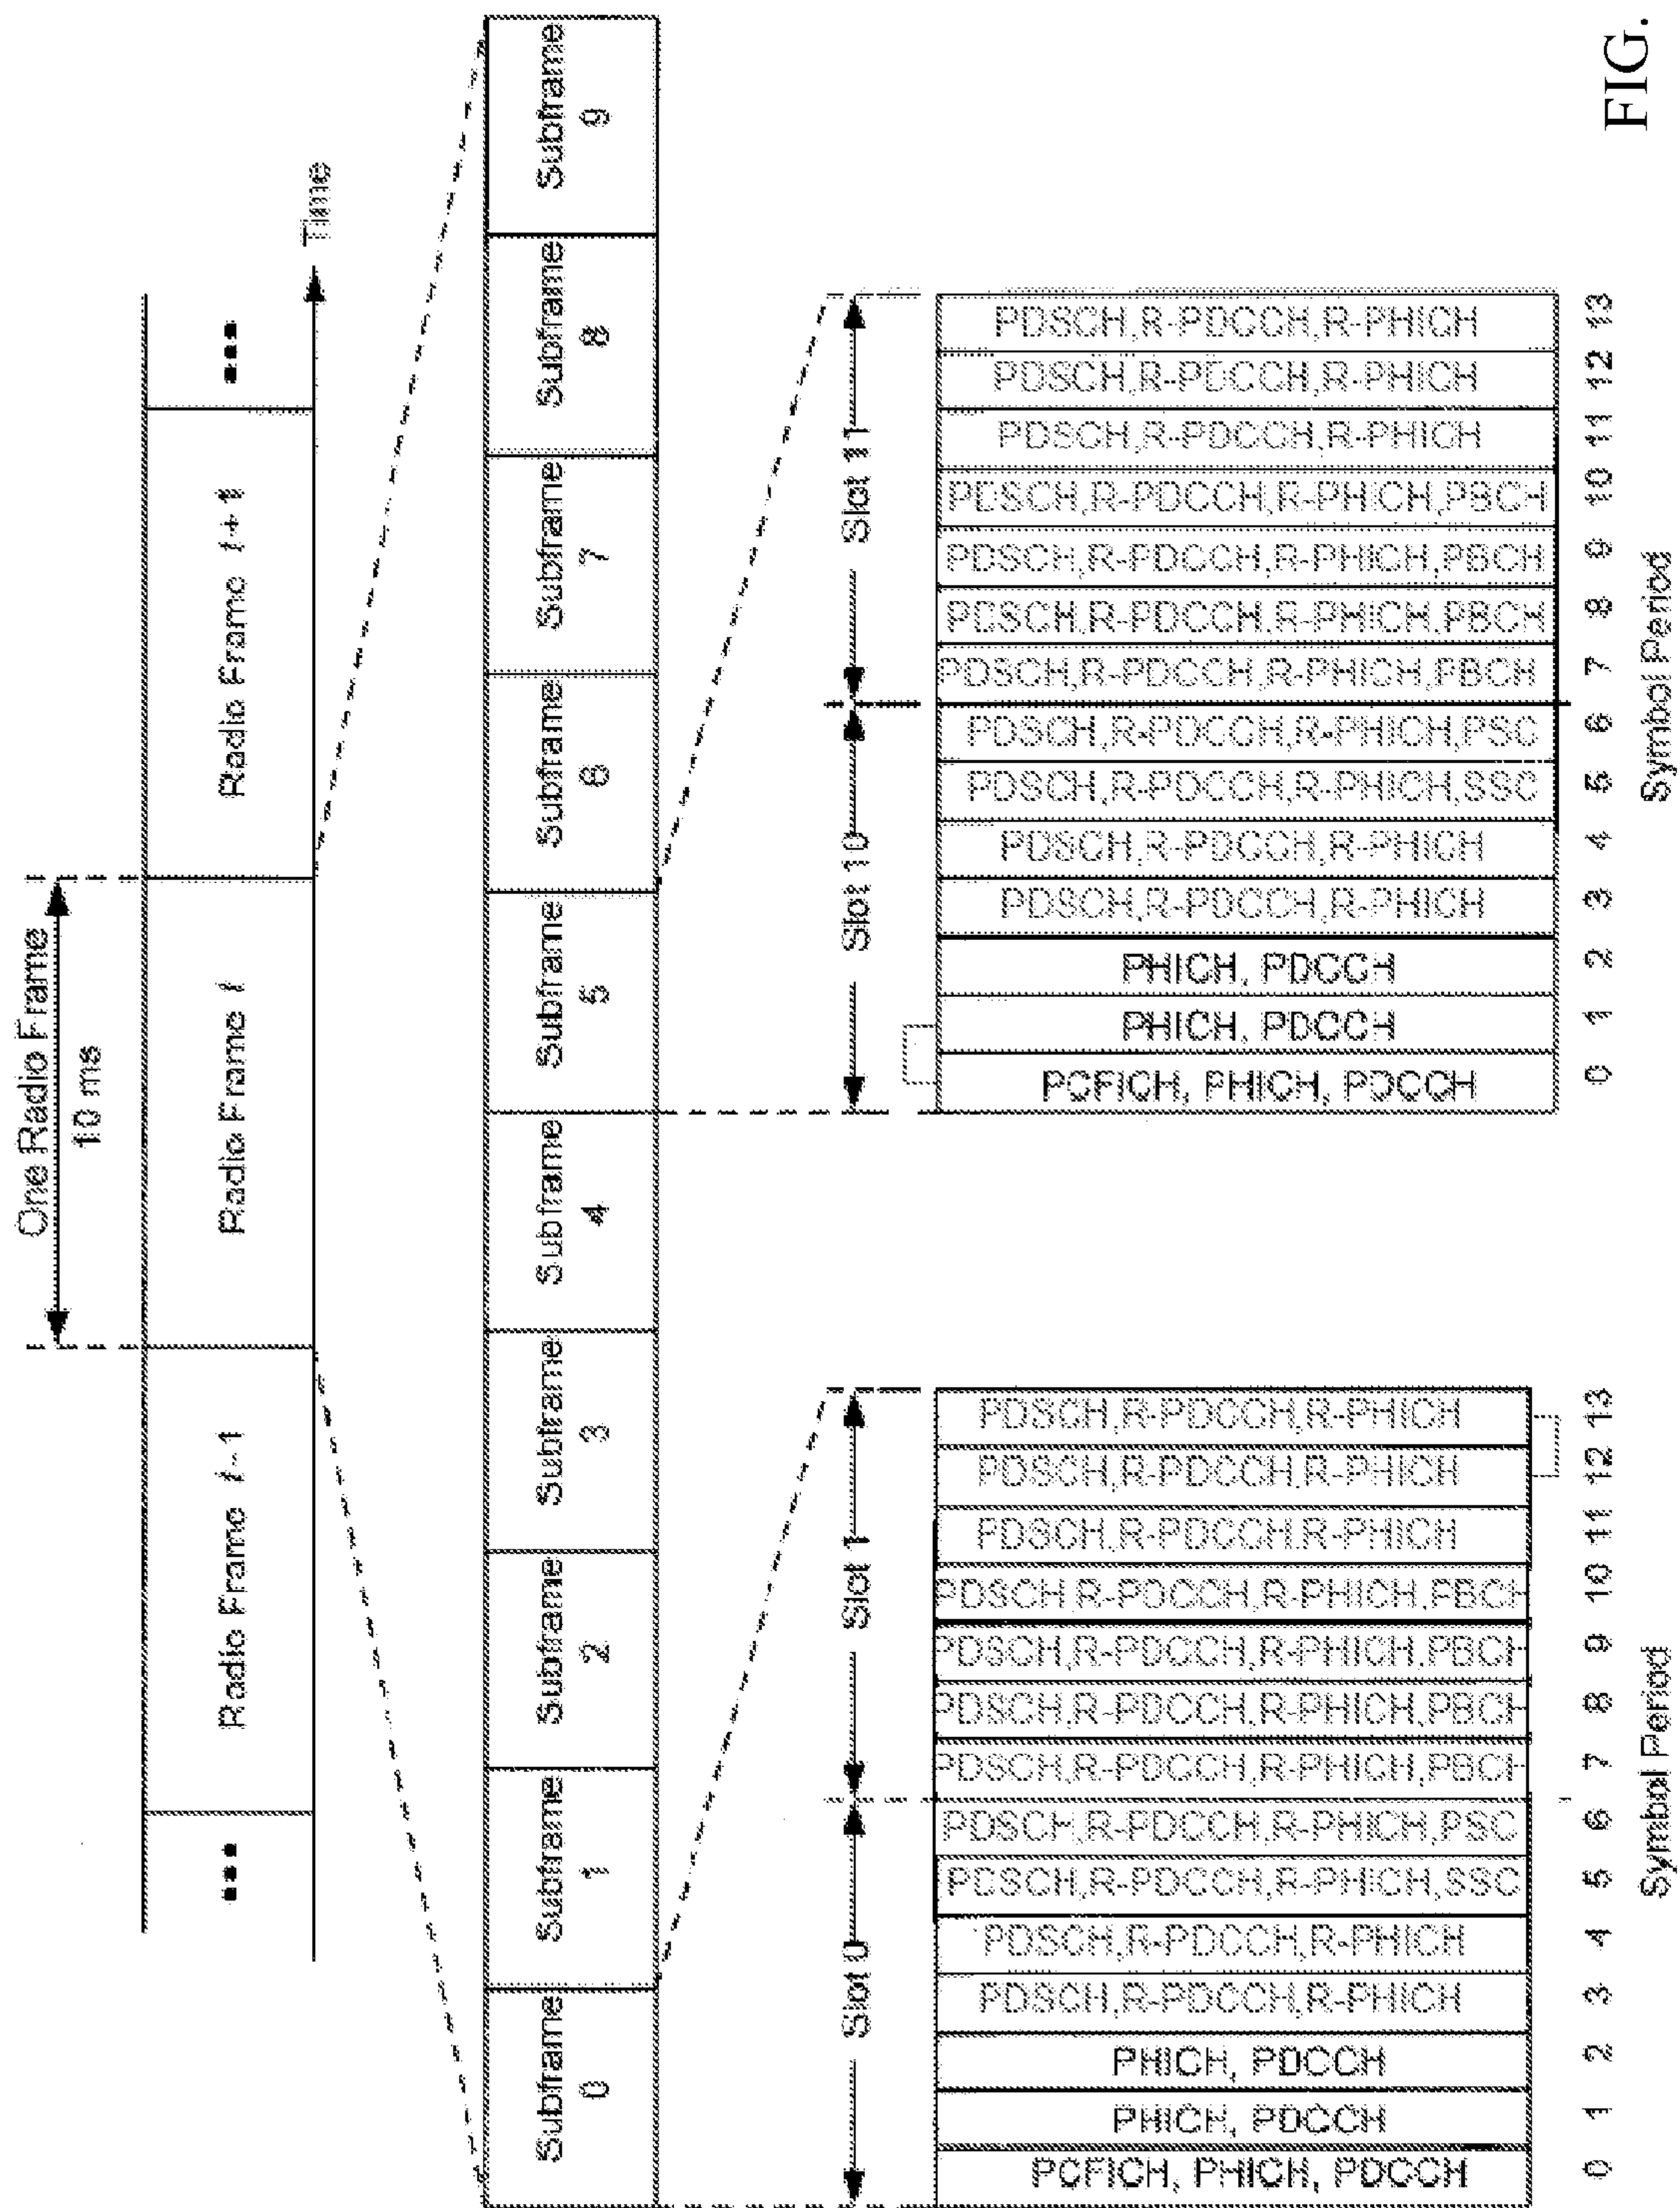 One Radio Frame
10 ms
Radio Frame t-1
Radio Frame t
Radio Frame t+1
Time
Subframe 0
Subframe 1
Subframe 2
Subframe 3
Subframe 4
Subframe 5
Subframe 6
Subframe 7
Subframe 8
Subframe 9
Slot 0
Slot 1
PCFICH, PHICH, PDCCH
PHICH, PDCCH
PHICH, PDCCH
PDSCH,R-PDCCH,R-PHICH
PDSCH,R-PDCCH,R-PHICH
PDSCH,R-PDCCH,R-PHICH,SSC
PDSCH,R-PDCCH,R-PHICH,PSC
PDSCH,R-PDCCH,R-PHICH,PBCH
PDSCH,R-PDCCH,R-PHICH,PBCH
PDSCH,R-PDCCH,R-PHICH,PBCH
PDSCH,R-PDCCH,R-PHICH,PBCH
PDSCH,R-PDCCH,R-PHICH
PDSCH,R-PDCCH,R-PHICH
PDSCH,R-PDCCH,R-PHICH
0 1 2 3 4 5 6 7 8 9 10 11 12 13
Symbol Period
Slot 10
Slot 11
PCFICH, PHICH, PDCCH
PHICH, PDCCH
PHICH, PDCCH
PDSCH,R-PDCCH,R-PHICH
PDSCH,R-PDCCH,R-PHICH
PDSCH,R-PDCCH,R-PHICH,SSC
PDSCH,R-PDCCH,R-PHICH,PSC
PDSCH,R-PDCCH,R-PHICH,PBCH
PDSCH,R-PDCCH,R-PHICH,PBCH
PDSCH,R-PDCCH,R-PHICH,PBCH
PDSCH,R-PDCCH,R-PHICH,PBCH
PDSCH,R-PDCCH,R-PHICH
PDSCH,R-PDCCH,R-PHICH
PDSCH,R-PDCCH,R-PHICH
0 1 2 3 4 5 6 7 8 9 10 11 12 13
Symbol Period
FIG.